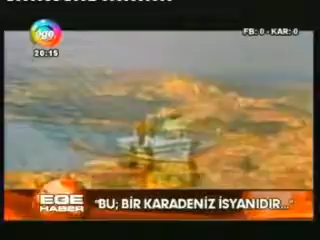 ege
20:15
FB: 0 - KAR: 0
EGE
HABER
"BU; BİR KARADENİZ İSYANIDIR..."